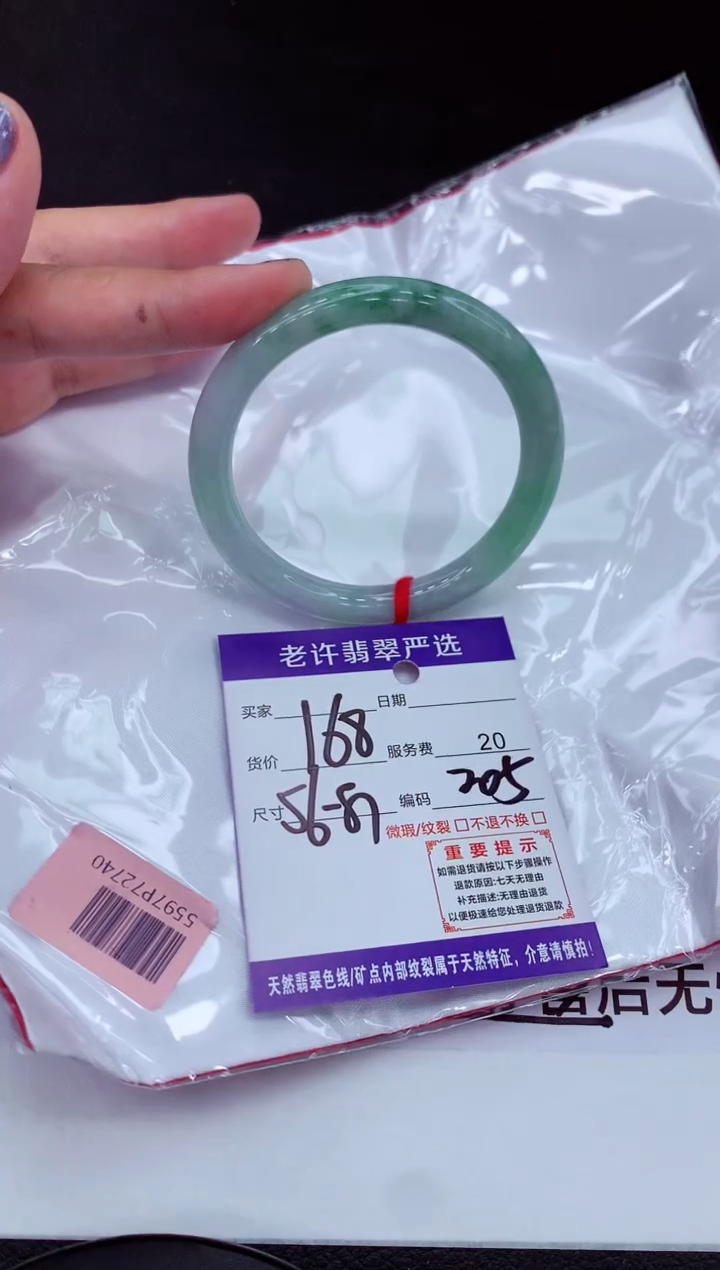 老许翡翠严选
买家 日期
货价 168 服务费 20
尺寸 56-57 编码 205
微瑕/纹裂 □ 不退不换 □
重要提示
如需退货请按以下步骤操作
退款原因:七天无理由
补充描述:无理由退货
以便极速给您处理退货退款
天然翡翠色线/矿点内部纹裂属于天然特征，介意请慎拍!
5597P72740
后无